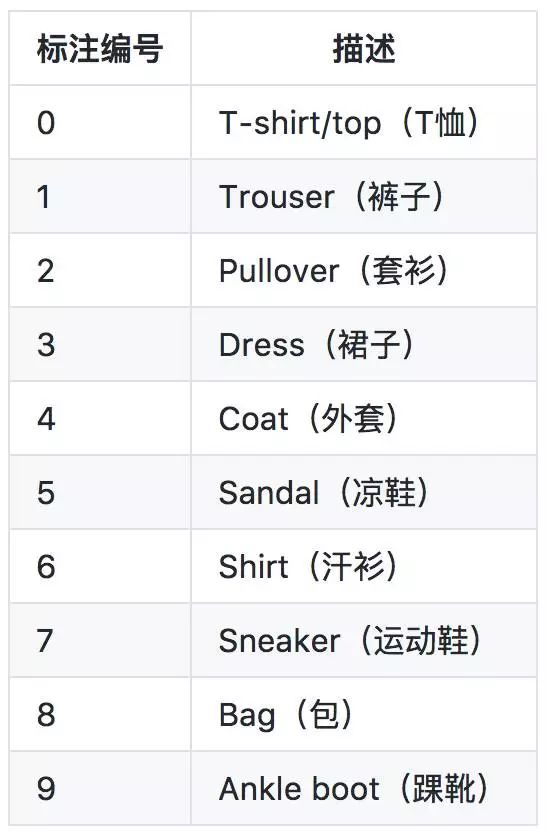 标注编号 描述
0 T-shirt/top（T恤）
1 Trouser（裤子）
2 Pullover（套衫）
3 Dress（裙子）
4 Coat（外套）
5 Sandal（凉鞋）
6 Shirt（汗衫）
7 Sneaker（运动鞋）
8 Bag（包）
9 Ankle boot（踝靴）